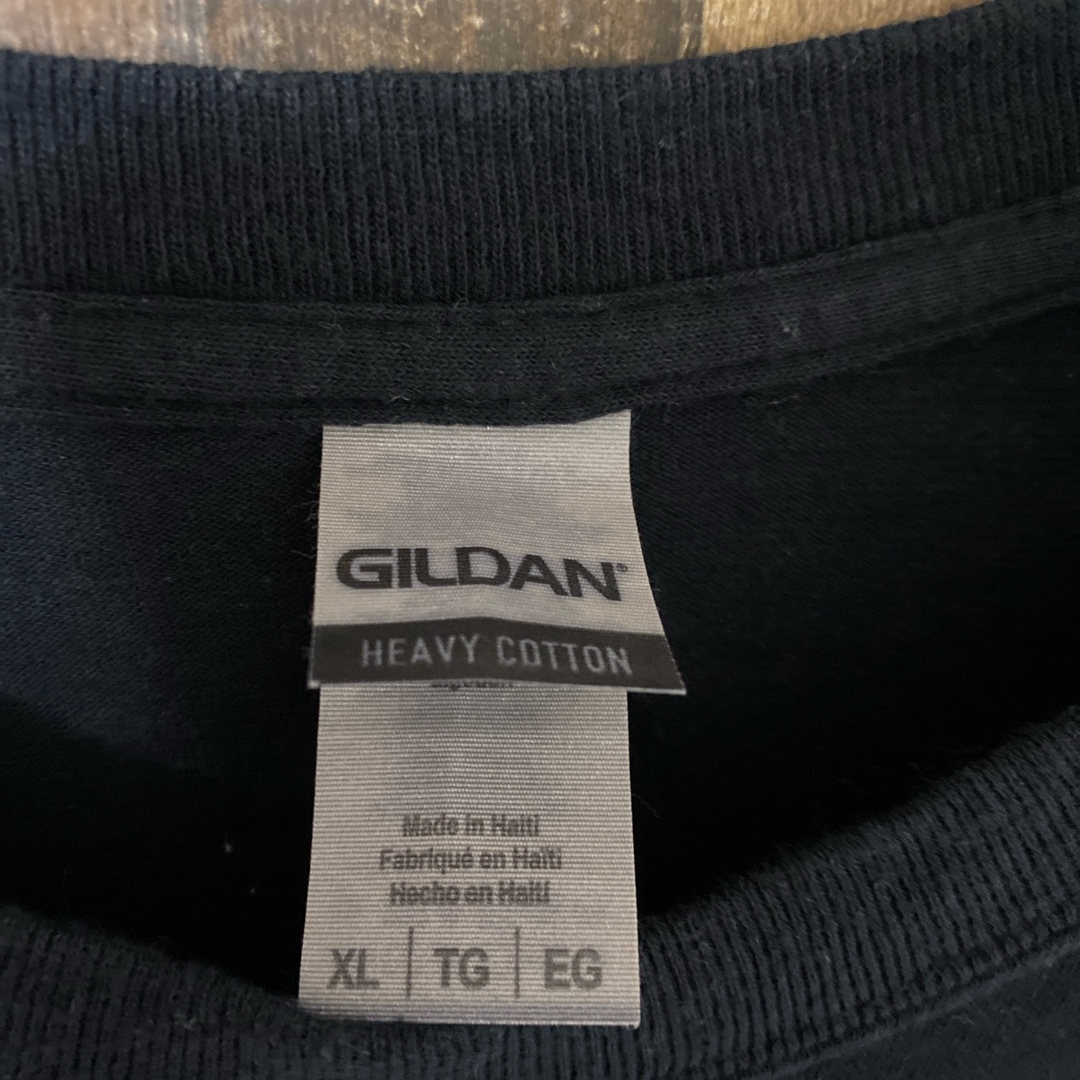 GILDAN®
HEAVY COTTON
Made in Haiti
Fabriqué en Haïti
Hecho en Haití
XL | TG | EG